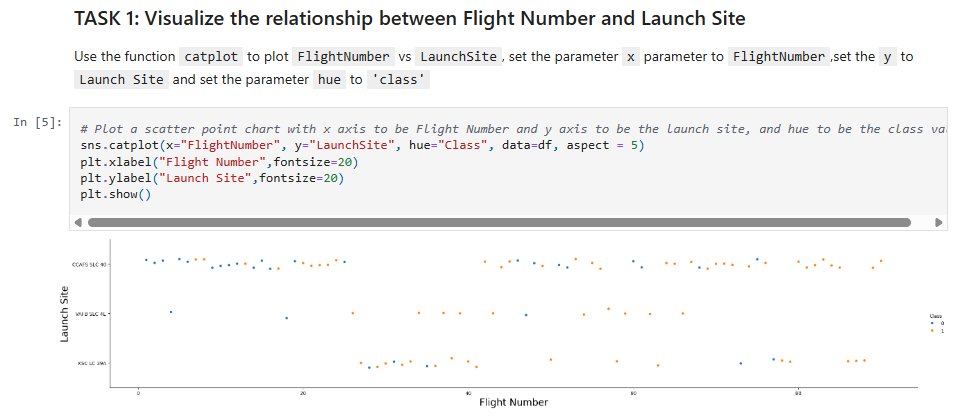 TASK 1: Visualize the relationship between Flight Number and Launch Site
Use the function catplot to plot FlightNumber vs LaunchSite , set the parameter x parameter to FlightNumber ,set the y to
Launch Site and set the parameter hue to 'class'
In [5]:
# Plot a scatter point chart with x axis to be Flight Number and y axis to be the launch site, and hue to be the class
sns.catplot(x="FlightNumber", y="LaunchSite", hue="Class", data=df, aspect = 5)
plt.xlabel("Flight Number",fontsize=20)
plt.ylabel("Launch Site",fontsize=20)
plt.show()
Launch Site
CCAFS SLC 40
VAFB SLC 4E
KSC LC 39A
Class
0
1
0 20 40 60 80
Flight Number